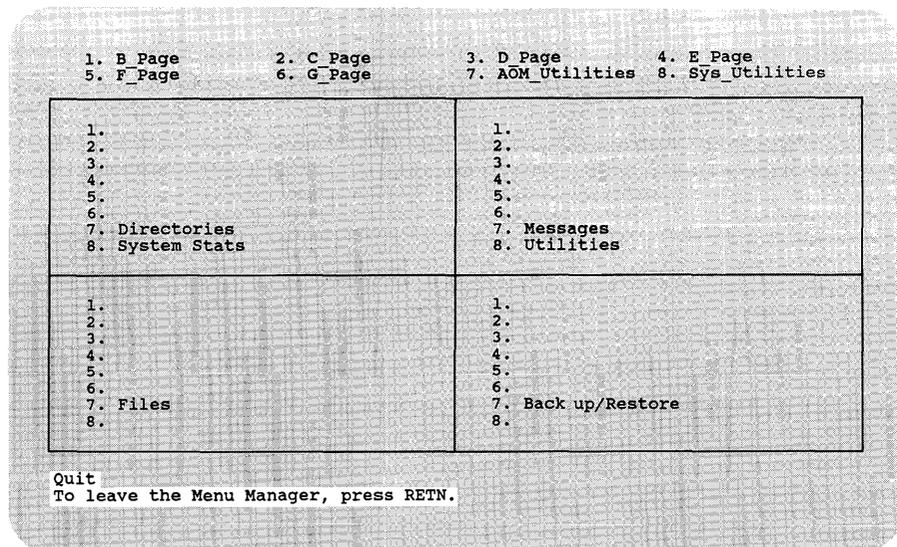 1. B_Page 2. C_Page 3. D_Page 4. E_Page
5. F_Page 6. G_Page 7. AOM_Utilities 8. Sys_Utilities
1.
2.
3.
4.
5.
6.
7. Directories
8. System Stats
1.
2.
3.
4.
5.
6.
7. Messages
8. Utilities
1.
2.
3.
4.
5.
6.
7. Files
8.
1.
2.
3.
4.
5.
6.
7. Back up/Restore
8.
Quit
To leave the Menu Manager, press RETN.